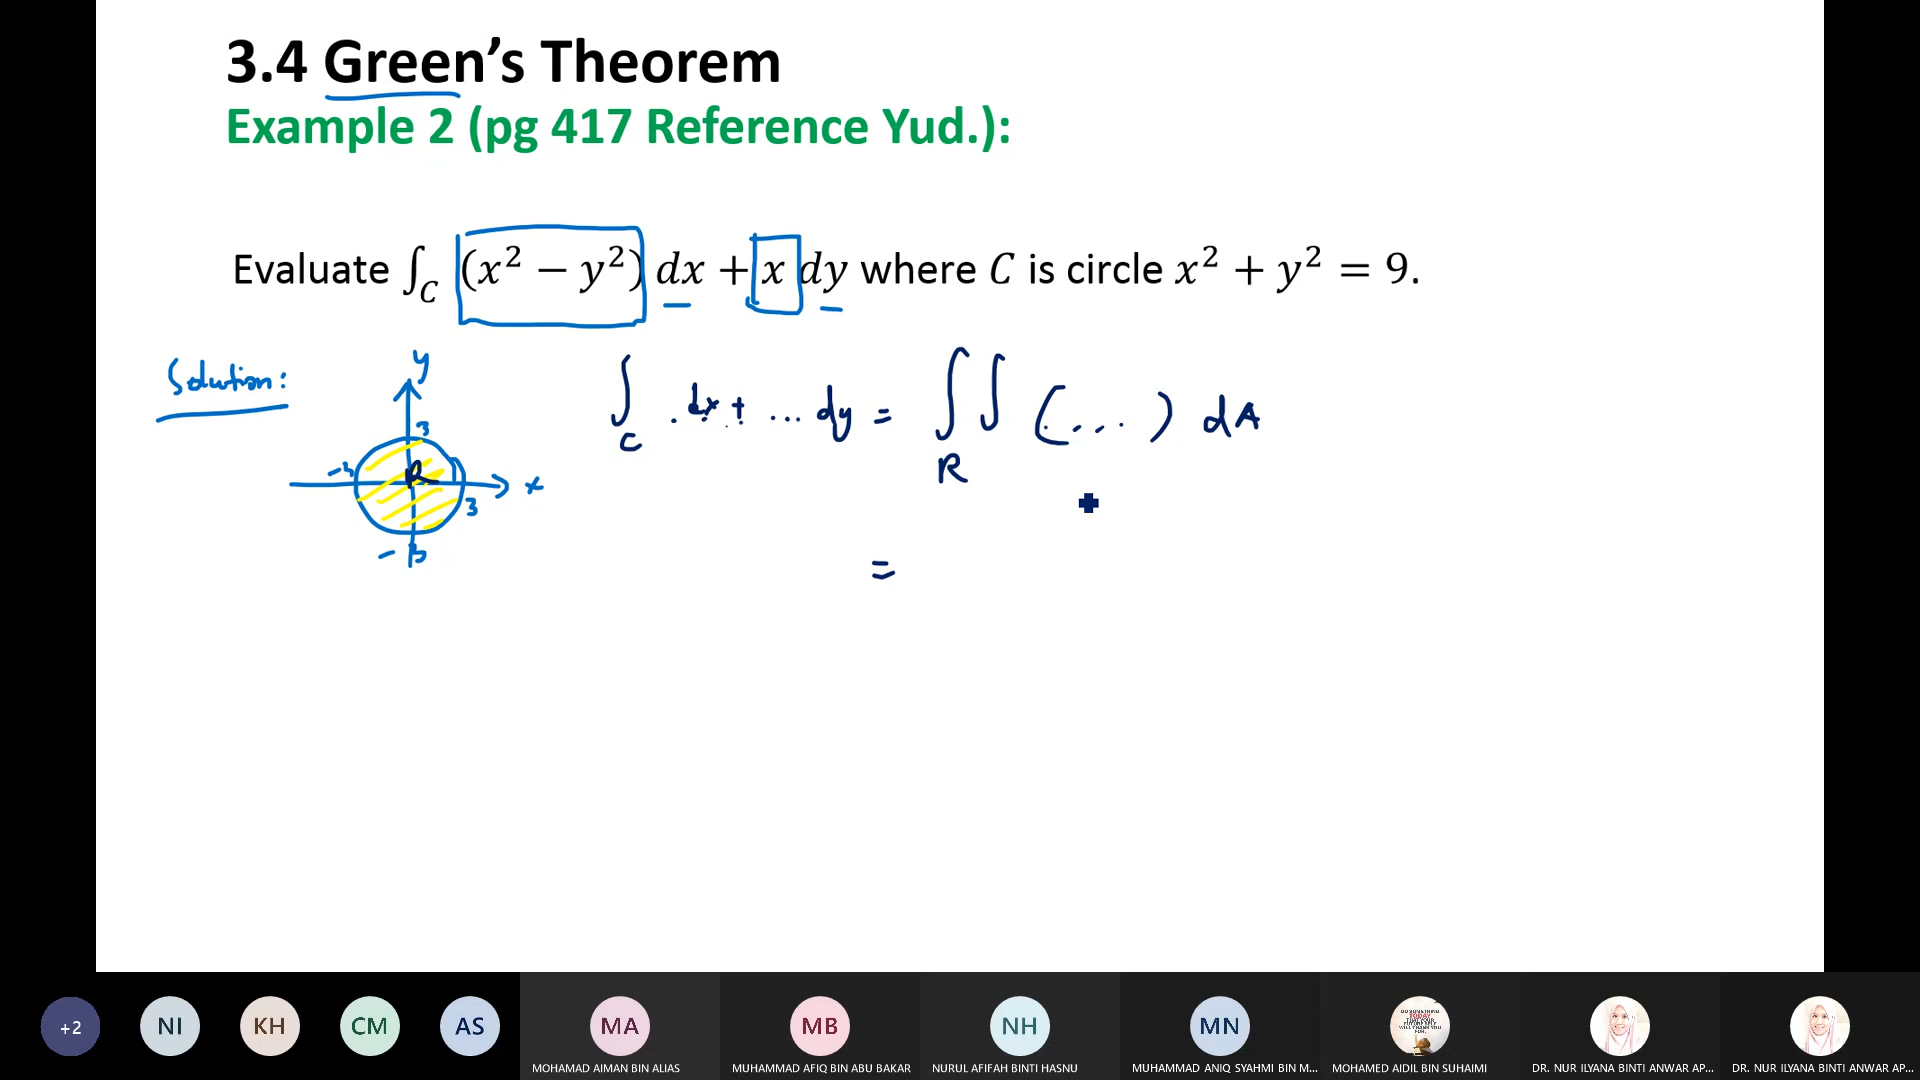 3.4 Green's Theorem
Example 2 (pg 417 Reference Yud.):
Evaluate ∫_C (x² − y²) dx + x dy where C is circle x² + y² = 9.
Solution:
y
3
-3
R
x
3
-3
∫_C ... dx + ... dy = ∫∫_R (...) dA
=
+2
NI
KH
CM
AS
MA
MB
NH
MN
MOHAMAD AIMAN BIN ALIAS
MUHAMMAD AFIQ BIN ABU BAKAR
NURUL AFIFAH BINTI HASNU
MUHAMMAD ANIQ SYAHMI BIN M...
MOHAMED AIDIL BIN SUHAIMI
DR. NUR ILYANA BINTI ANWAR AP...
DR. NUR ILYANA BINTI ANWAR AP...